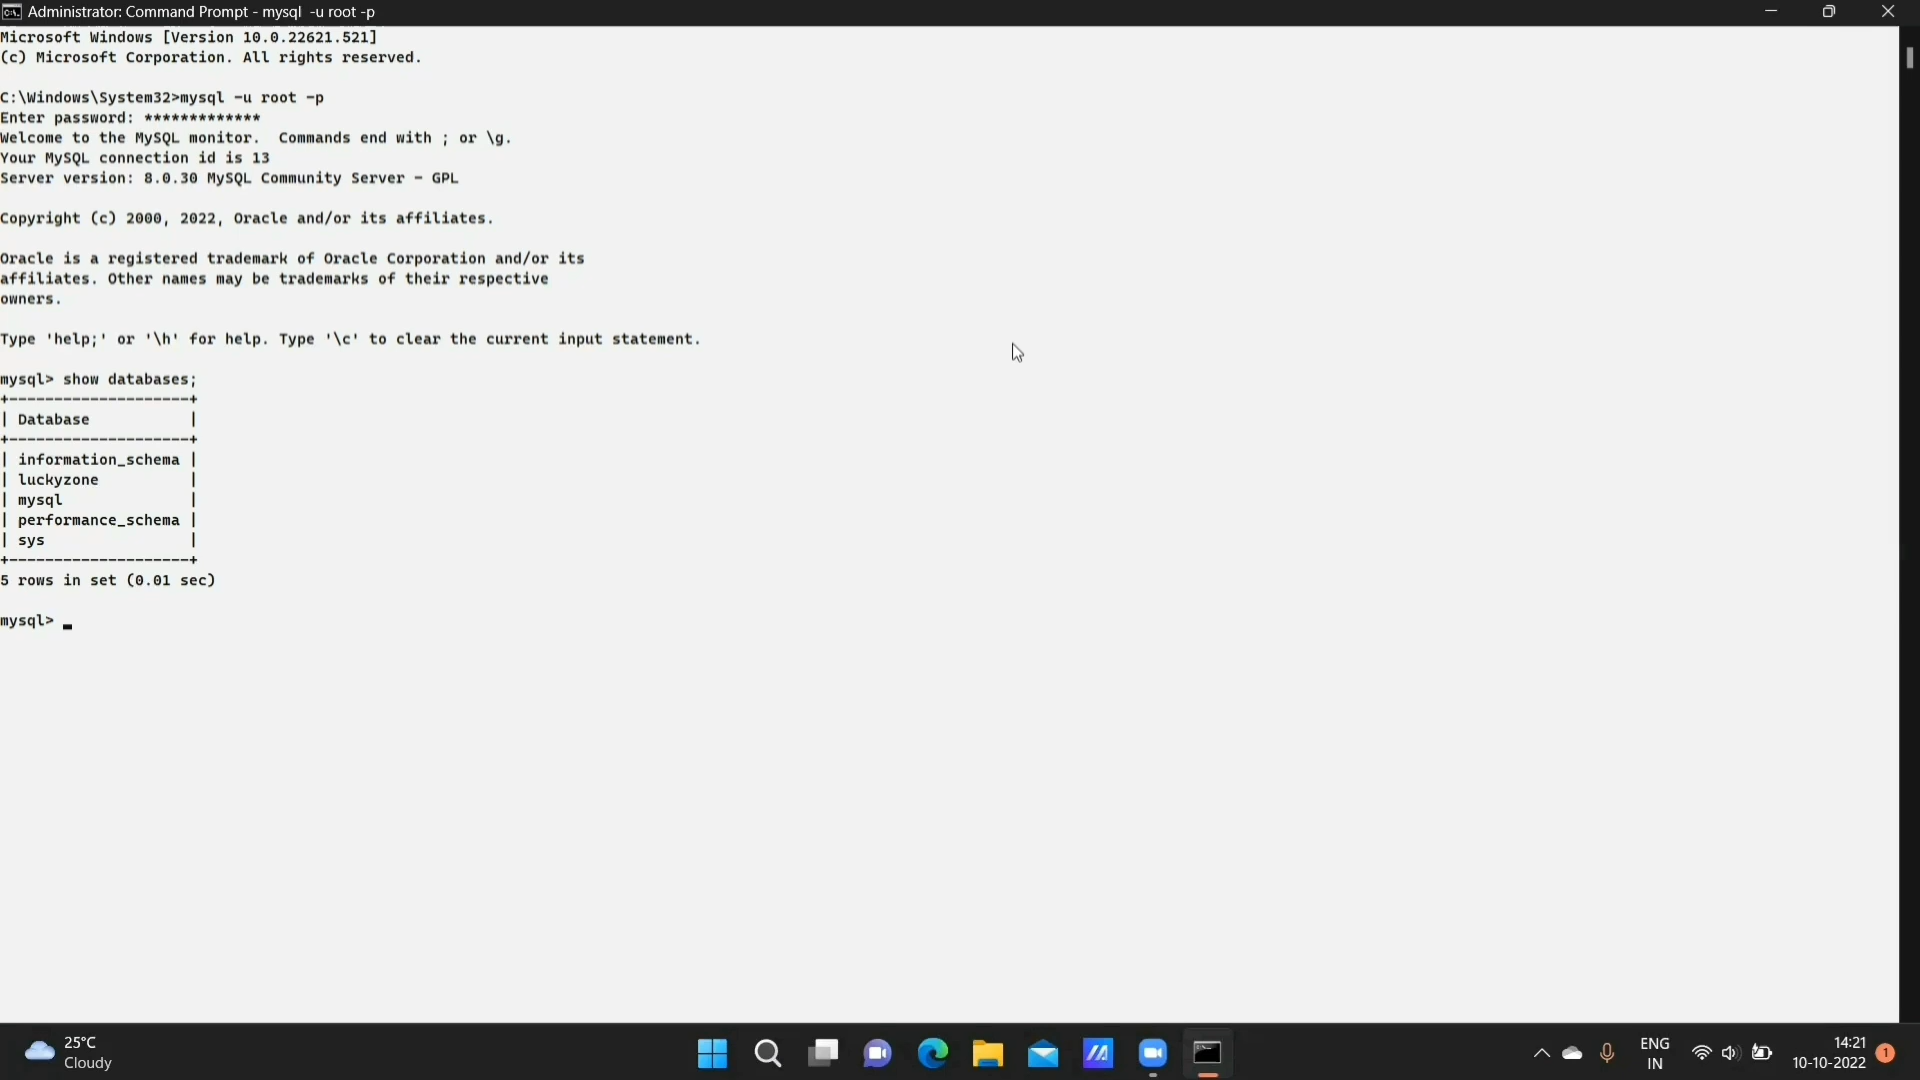 Administrator: Command Prompt - mysql  -u root -p
Microsoft Windows [Version 10.0.22621.521]
(c) Microsoft Corporation. All rights reserved.
C:\Windows\System32>mysql -u root -p
Enter password: *************
Welcome to the MySQL monitor.  Commands end with ; or \g.
Your MySQL connection id is 13
Server version: 8.0.30 MySQL Community Server - GPL
Copyright (c) 2000, 2022, Oracle and/or its affiliates.
Oracle is a registered trademark of Oracle Corporation and/or its
affiliates. Other names may be trademarks of their respective
owners.
Type 'help;' or '\h' for help. Type '\c' to clear the current input statement.
mysql> show databases;
+--------------------+
| Database           |
+--------------------+
| information_schema |
| luckyzone          |
| mysql              |
| performance_schema |
| sys                |
+--------------------+
5 rows in set (0.01 sec)
mysql> _
25°C
Cloudy
ENG
IN
14:21
10-10-2022
1